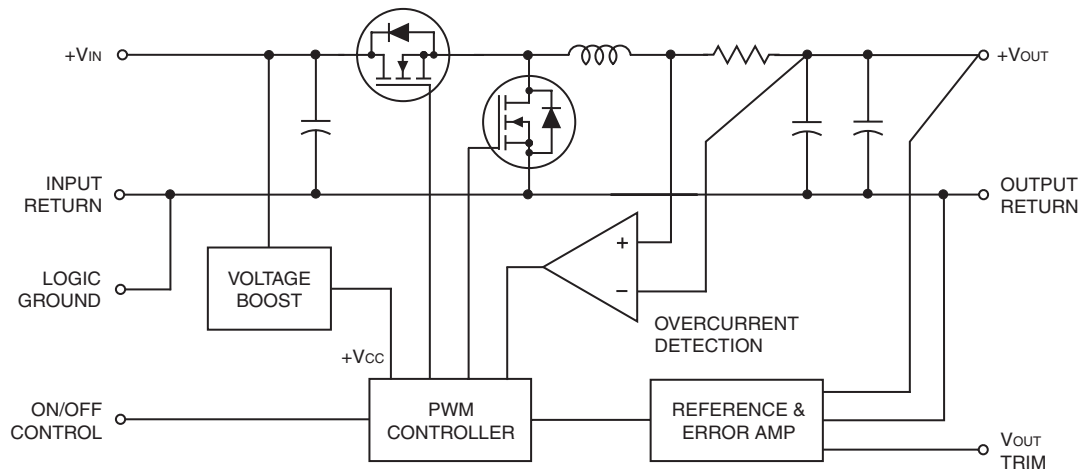 +VIN
+VOUT
INPUT
RETURN
OUTPUT
RETURN
LOGIC
GROUND
VOLTAGE
BOOST
+
−
OVERCURRENT
DETECTION
+VCC
ON/OFF
CONTROL
PWM
CONTROLLER
REFERENCE &
ERROR AMP
VOUT
TRIM